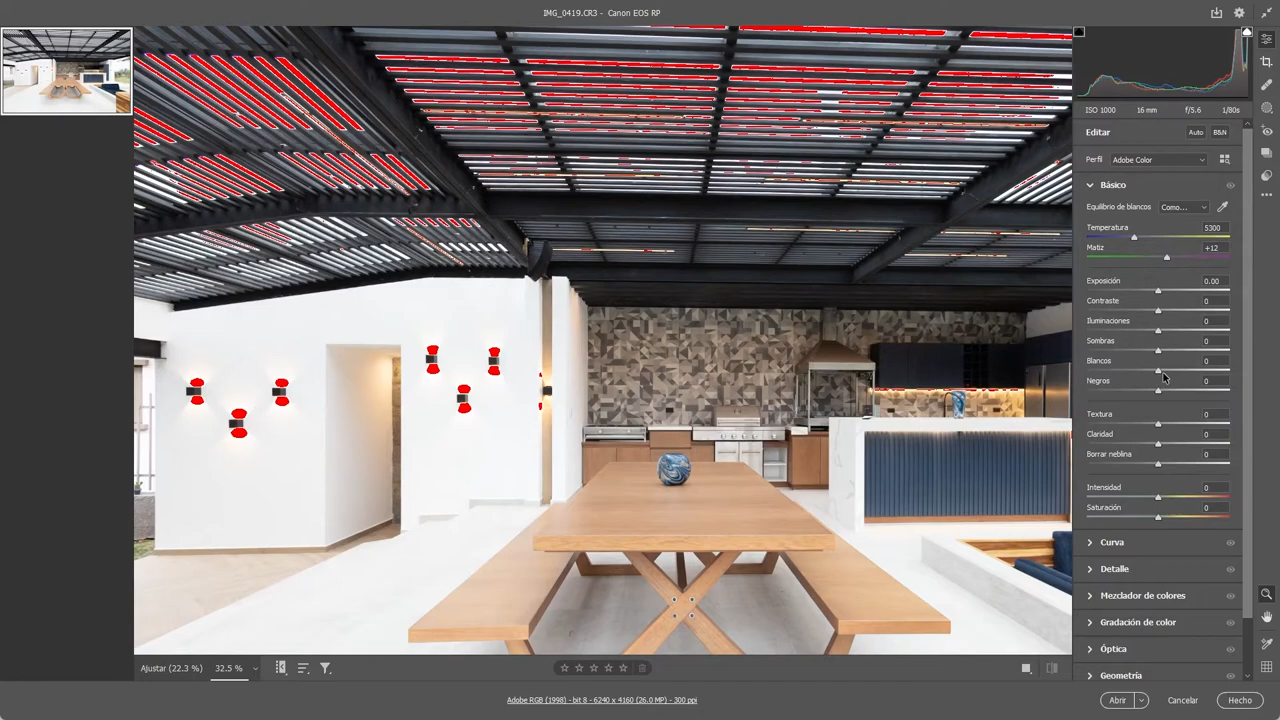 IMG_0419.CR3 - Canon EOS RP
ISO 1000 16 mm f/5.6 1/80s
Editar Auto B&N
Perfil Adobe Color
Básico
Equilibrio de blancos Como...
Temperatura 5300
Matiz +12
Exposición 0.00
Contraste 0
Iluminaciones 0
Sombras 0
Blancos 0
Negros 0
Textura 0
Claridad 0
Borrar neblina 0
Intensidad 0
Saturación 0
Curva
Detalle
Mezclador de colores
Gradación de color
Óptica
Geometría
Ajustar (22.3 %) 32.5 %
Adobe RGB (1998) - bit 8 - 6240 x 4160 (26.0 MP) - 300 ppi
Abrir Cancelar Hecho